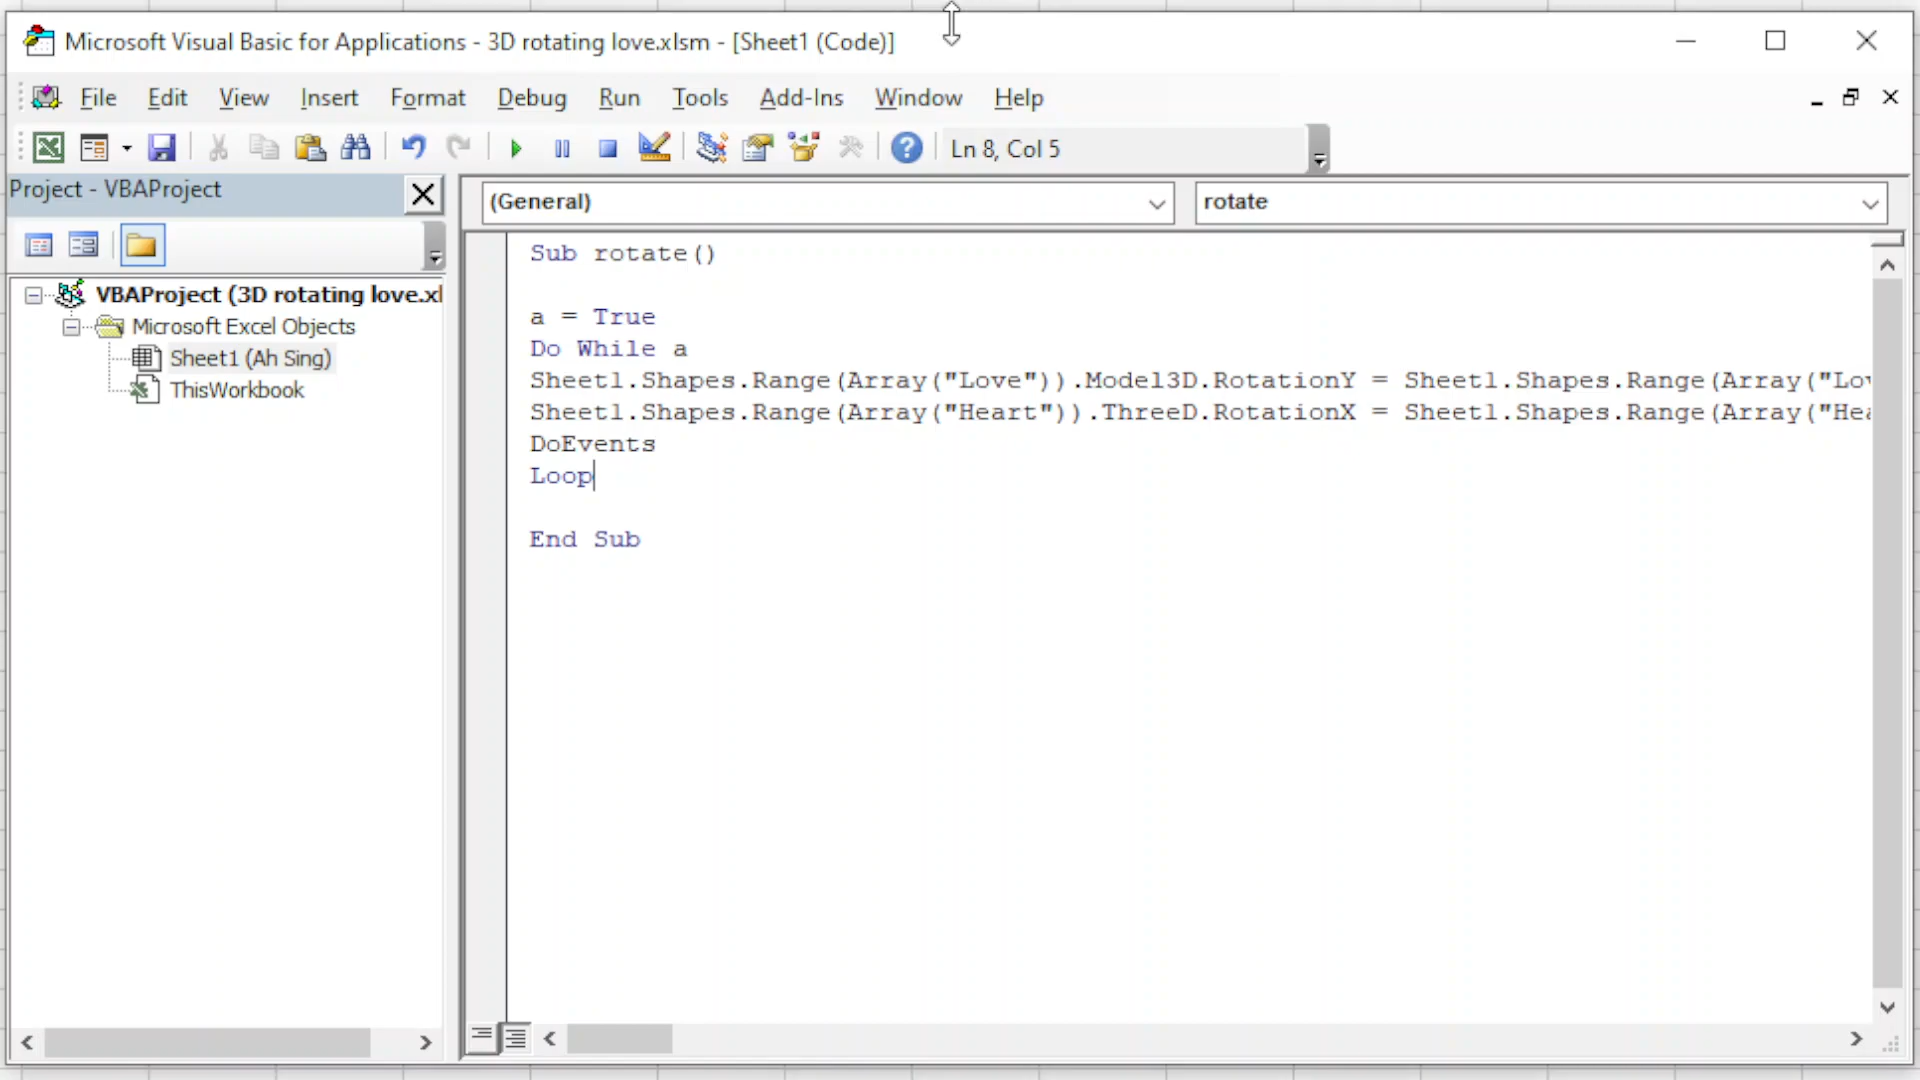 Microsoft Visual Basic for Applications - 3D rotating love.xlsm - [Sheet1 (Code)]
File Edit View Insert Format Debug Run Tools Add-Ins Window Help
Ln 8, Col 5
Project - VBAProject
(General)
rotate
VBAProject (3D rotating love.xl
Microsoft Excel Objects
Sheet1 (Ah Sing)
ThisWorkbook
Sub rotate()
a = True
Do While a
Sheet1.Shapes.Range(Array("Love")).Model3D.RotationY = Sheet1.Shapes.Range(Array("Lov
Sheet1.Shapes.Range(Array("Heart")).ThreeD.RotationX = Sheet1.Shapes.Range(Array("Hea
DoEvents
Loop
End Sub